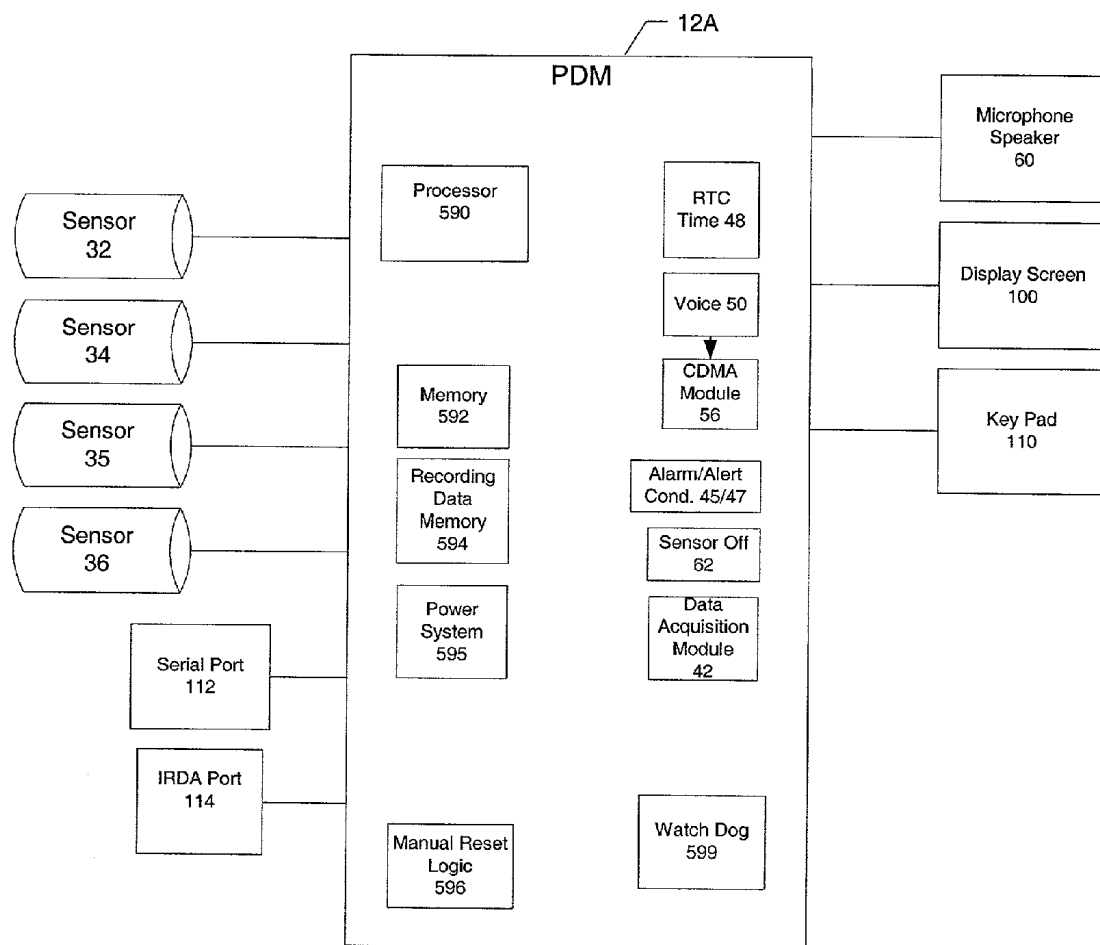 12A
PDM
Sensor
32
Sensor
34
Sensor
35
Sensor
36
Serial Port
112
IRDA Port
114
Processor
590
Memory
592
Recording
Data
Memory
594
Power
System
595
Manual Reset
Logic
596
RTC
Time 48
Voice 50
CDMA
Module
56
Alarm/Alert
Cond. 45/47
Sensor Off
62
Data
Acquisition
Module
42
Watch Dog
599
Microphone
Speaker
60
Display Screen
100
Key Pad
110